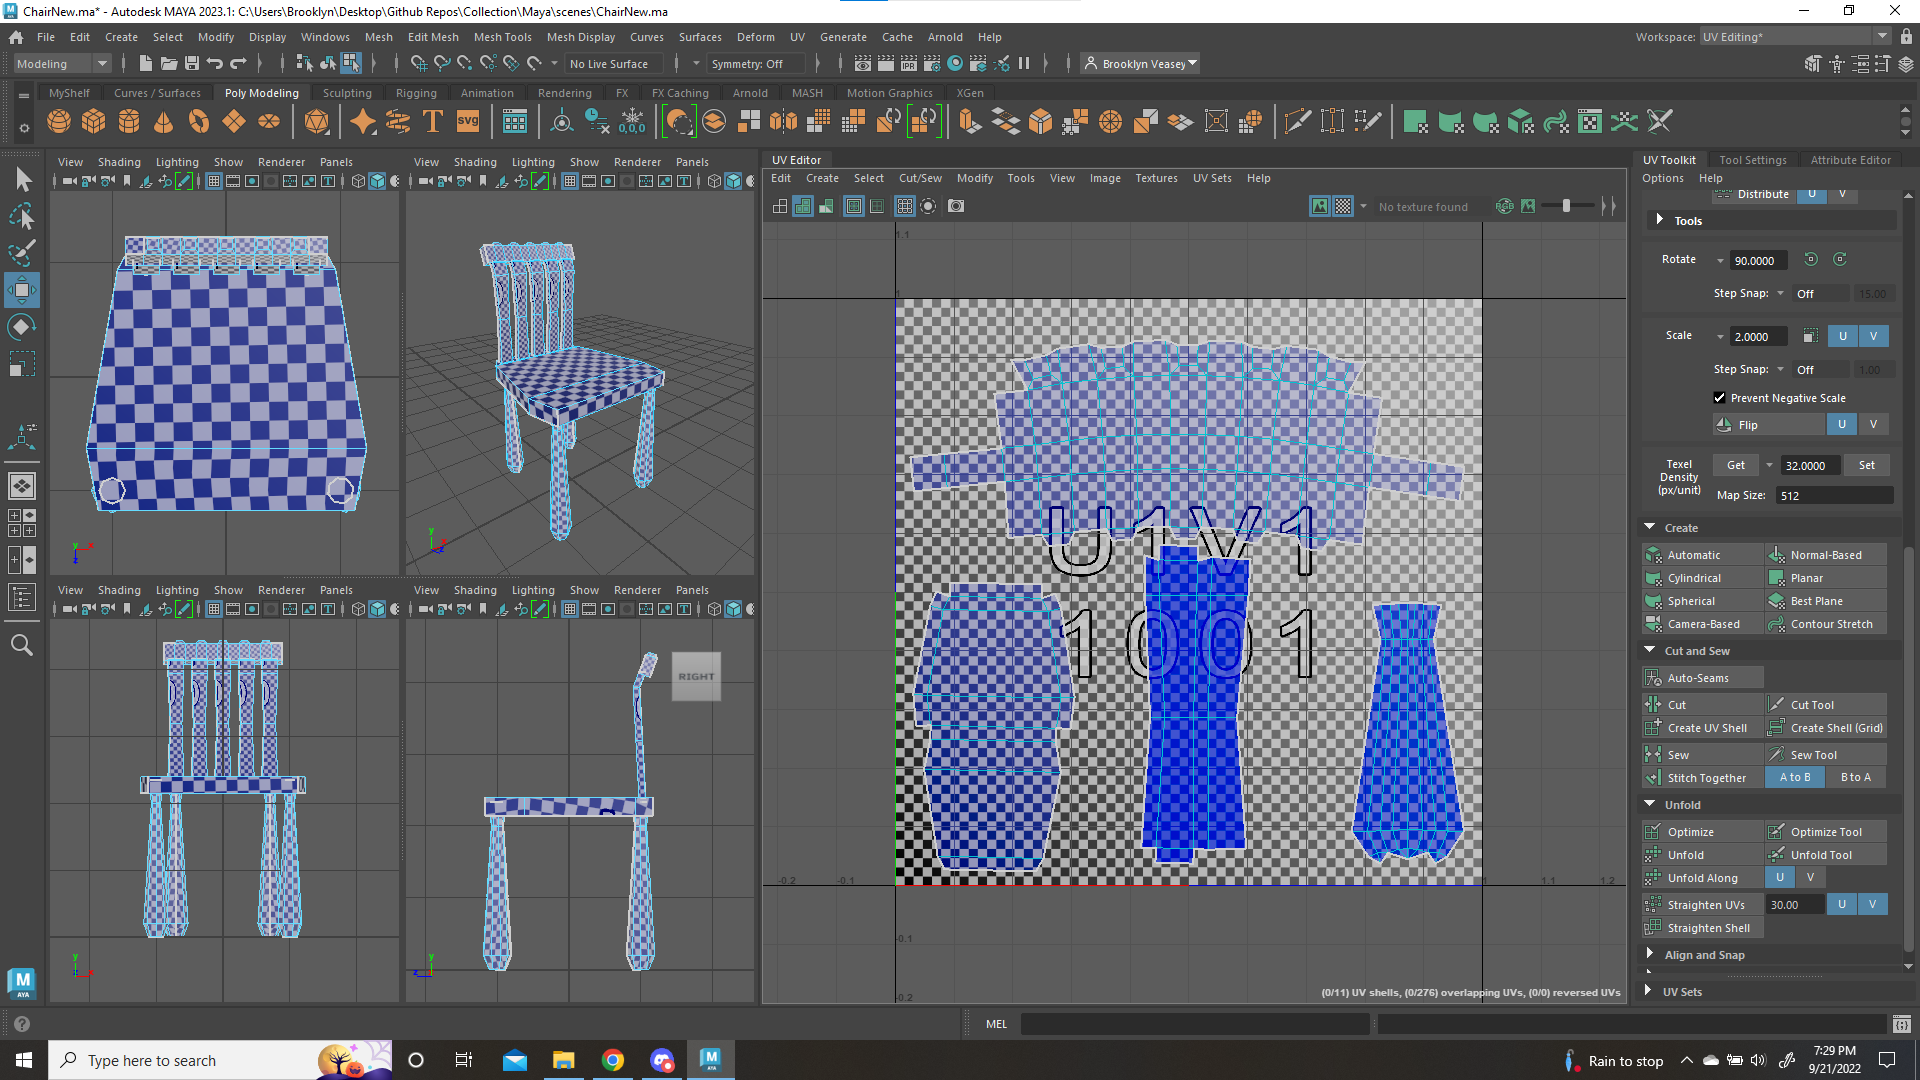 ChairNew.ma* - Autodesk MAYA 2023.1: C:\Users\Brooklyn\Desktop\Github Repos\Collection\Maya\scenes\ChairNew.ma
File Edit Create Select Modify Display Windows Mesh Edit Mesh Mesh Tools Mesh Display Curves Surfaces Deform UV Generate Cache Arnold Help Workspace: UV Editing*
Modeling No Live Surface Symmetry: Off Brooklyn Veasey
MyShelf Curves / Surfaces Poly Modeling Sculpting Rigging Animation Rendering FX FX Caching Arnold MASH Motion Graphics XGen
T SVG 0,0,0
View Shading Lighting Show Renderer Panels
View Shading Lighting Show Renderer Panels
UV Editor
Edit Create Select Cut/Sew Modify Tools View Image Textures UV Sets Help
No texture found RGB
1.1
1
U1V1
1001
-0.2 -0.1 1 1.1 1.2
-0.1
-0.2
(0/11) UV shells, (0/276) overlapping UVs, (0/0) reversed UVs
View Shading Lighting Show Renderer Panels
View Shading Lighting Show Renderer Panels
RIGHT
y x z
y
y z x
y z
UV Toolkit Tool Settings Attribute Editor
Options Help
Distribute U V
Tools
Rotate 90.0000
Step Snap: Off 15.00
Scale 2.0000 U V
Step Snap: Off 1.00
Prevent Negative Scale
Flip U V
Texel Density (px/unit) Get 32.0000 Set
Map Size: 512
Create
Automatic Normal-Based
Cylindrical Planar
Spherical Best Plane
Camera-Based Contour Stretch
Cut and Sew
Auto-Seams
Cut Cut Tool
Create UV Shell Create Shell (Grid)
Sew Sew Tool
Stitch Together A to B B to A
Unfold
Optimize Optimize Tool
Unfold Unfold Tool
Unfold Along U V
Straighten UVs 30.00 U V
Straighten Shell
Align and Snap
UV Sets
M AYA
MEL
Type here to search
Rain to stop
7:29 PM
9/21/2022